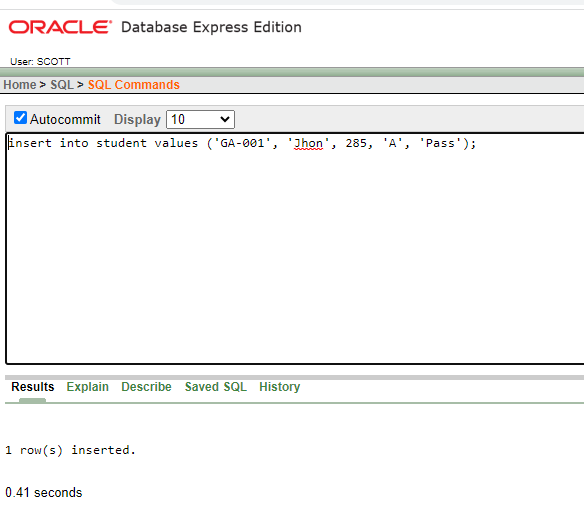 ORACLE Database Express Edition
User: SCOTT
Home > SQL > SQL Commands
Autocommit Display 10
insert into student values ('GA-001', 'Jhon', 285, 'A', 'Pass');
Results Explain Describe Saved SQL History
1 row(s) inserted.
0.41 seconds